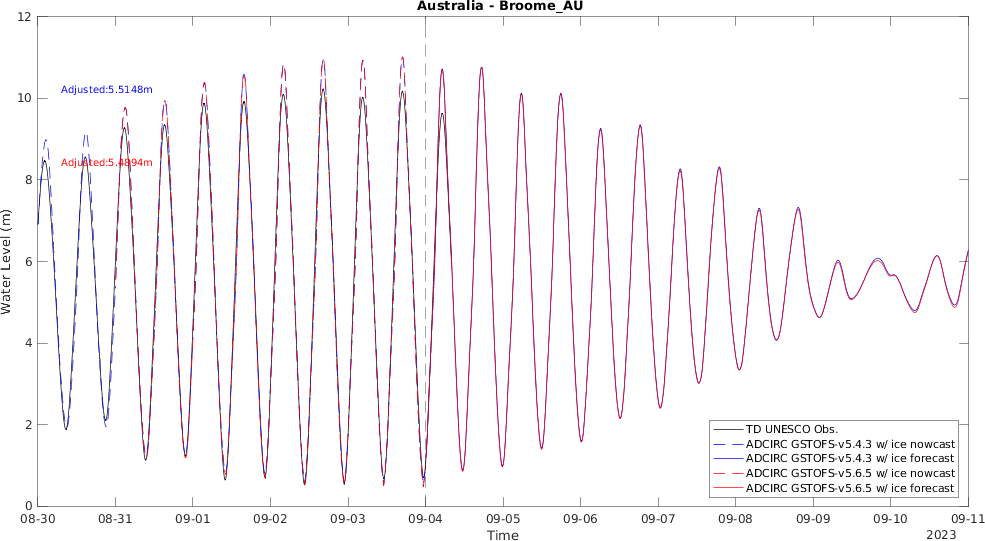 Australia - Broome_AU
12
10
8
6
4
2
0
Water Level (m)
Adjusted:5.5148m
Adjusted:5.4894m
TD UNESCO Obs.
ADCIRC GSTOFS-v5.4.3 w/ ice nowcast
ADCIRC GSTOFS-v5.4.3 w/ ice forecast
ADCIRC GSTOFS-v5.6.5 w/ ice nowcast
ADCIRC GSTOFS-v5.6.5 w/ ice forecast
08-30 08-31 09-01 09-02 09-03 09-04 09-05 09-06 09-07 09-08 09-09 09-10 09-11
Time
2023